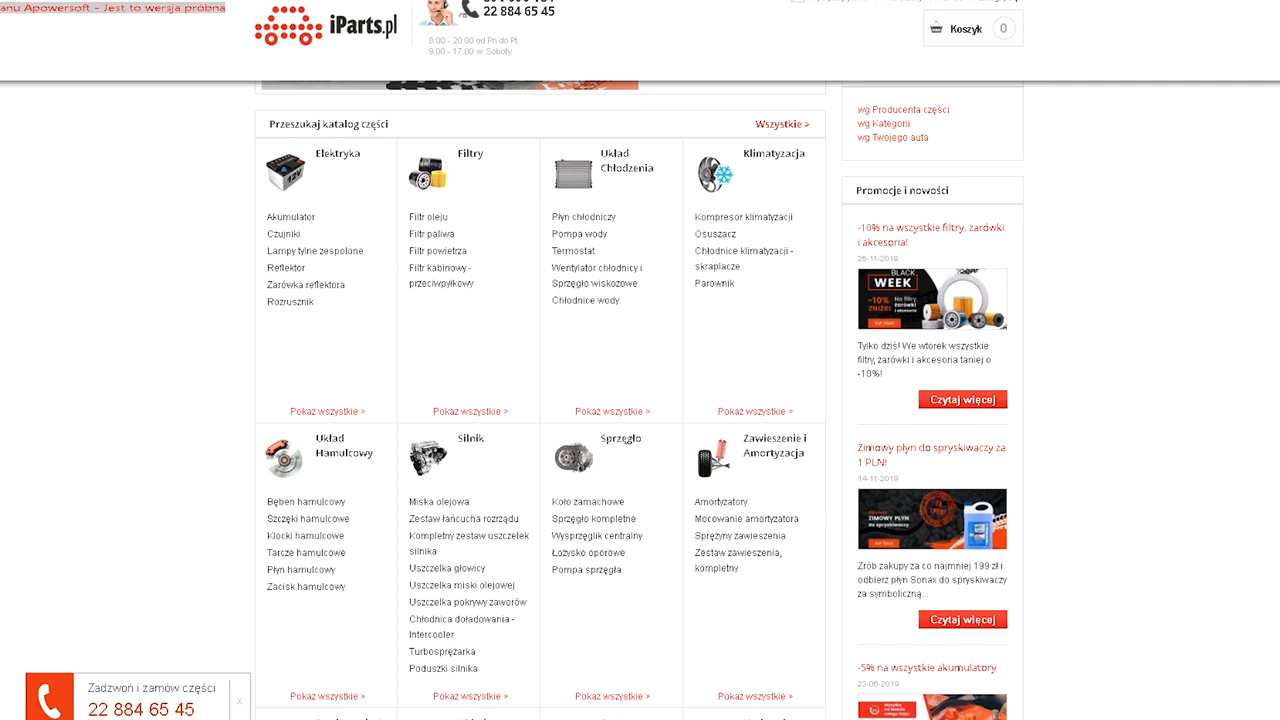 anu Apowersoft - Jest to wersja próbna
iParts.pl
22 884 65 45
8:00 - 20:00 od Pn do Pt
9:00 - 17:00 w Soboty
Koszyk 0
Przeszukaj katalog części
Wszystkie >
Elektryka
Akumulator
Czujniki
Lampy tylne zespolone
Reflektor
Żarówka reflektora
Rozrusznik
Pokaż wszystkie >
Filtry
Filtr oleju
Filtr paliwa
Filtr powietrza
Filtr kabinowy -
przeciwpyłkowy
Pokaż wszystkie >
Układ
Chłodzenia
Płyn chłodniczy
Pompa wody
Termostat
Wentylator chłodnicy i
Sprzęgło wiskozowe
Chłodnice wody
Pokaż wszystkie >
Klimatyzacja
Kompresor klimatyzacji
Osuszacz
Chłodnice klimatyzacji -
skraplacze
Parownik
Pokaż wszystkie >
Układ
Hamulcowy
Bęben hamulcowy
Szczęki hamulcowe
Klocki hamulcowe
Tarcze hamulcowe
Płyn hamulcowy
Zacisk hamulcowy
Pokaż wszystkie >
Silnik
Miska olejowa
Zestaw łańcucha rozrządu
Kompletny zestaw uszczelek
silnika
Uszczelka głowicy
Uszczelka miski olejowej
Uszczelka pokrywy zaworów
Chłodnica doładowania -
Intercooler
Turbosprężarka
Poduszki silnika
Pokaż wszystkie >
Sprzęgło
Koło zamachowe
Sprzęgło kompletne
Wysprzęglik centralny
Łożysko oporowe
Pompa sprzęgła
Pokaż wszystkie >
Zawieszenie i
Amortyzacja
Amortyzatory
Mocowanie amortyzatora
Sprężyny zawieszenia
Zestaw zawieszenia,
kompletny
Pokaż wszystkie >
wg Producenta części
wg Kategorii
wg Twojego auta
Promocje i nowości
-10% na wszystkie filtry, żarówki
i akcesoria!
26-11-2019
BLACK
WEEK
-10%
ZNIŻKI
Na filtry
żarówki
i akcesoria
Tylko dziś! We wtorek wszystkie
filtry, żarówki i akcesoria taniej o
-10%!
Czytaj więcej
Zimowy płyn do spryskiwaczy za
1 PLN!
14-11-2019
ZIMOWY PŁYN
do spryskiwaczy
Zrób zakupy za co najmniej 199 zł i
odbierz płyn Sonax do spryskiwaczy
za symboliczną...
Czytaj więcej
-5% na wszystkie akumulatory
23-06-2019
Zadzwoń i zamów części
22 884 65 45
x